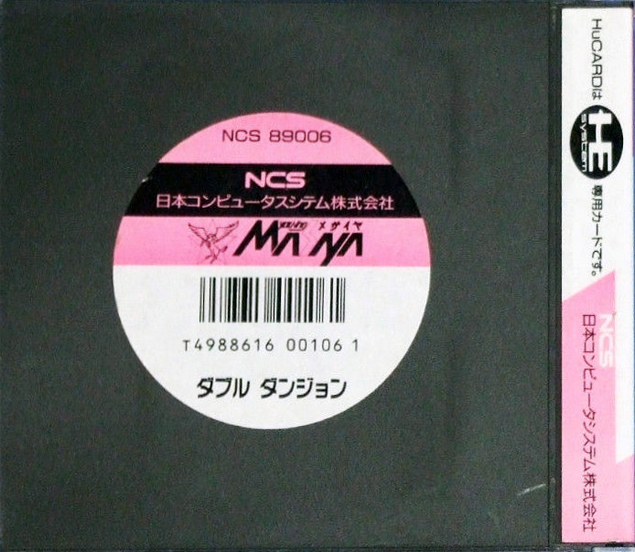 NCS 89006
NCS
日本コンピュータスシテム株式会社
メサイヤ
T4988616 00106 1
ダブル ダンジョン
HuCARDは
HE
system
専用カードです。
NCS
日本コンピュータシステム株式会社